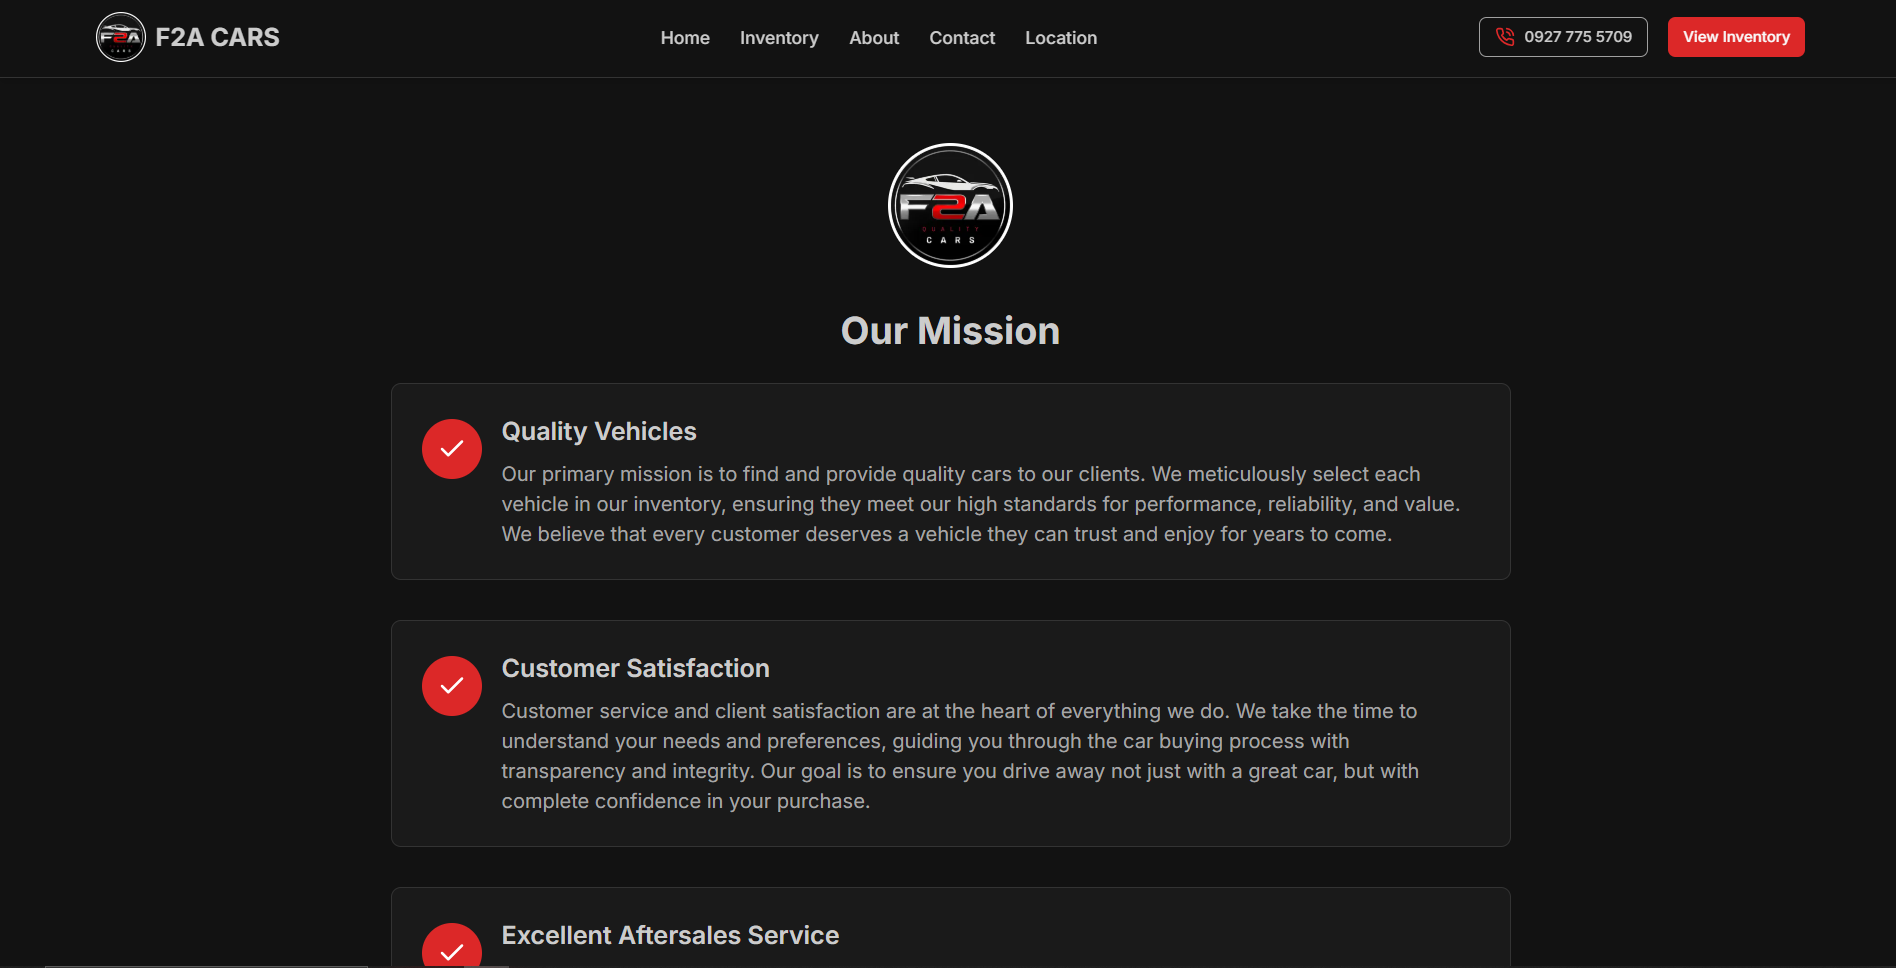 F2A CARS
F2A CARS
Home Inventory About Contact Location
0927 775 5709
View Inventory
F2A
QUALITY
CARS
Our Mission
Quality Vehicles
Our primary mission is to find and provide quality cars to our clients. We meticulously select each
vehicle in our inventory, ensuring they meet our high standards for performance, reliability, and value.
We believe that every customer deserves a vehicle they can trust and enjoy for years to come.
Customer Satisfaction
Customer service and client satisfaction are at the heart of everything we do. We take the time to
understand your needs and preferences, guiding you through the car buying process with
transparency and integrity. Our goal is to ensure you drive away not just with a great car, but with
complete confidence in your purchase.
Excellent Aftersales Service